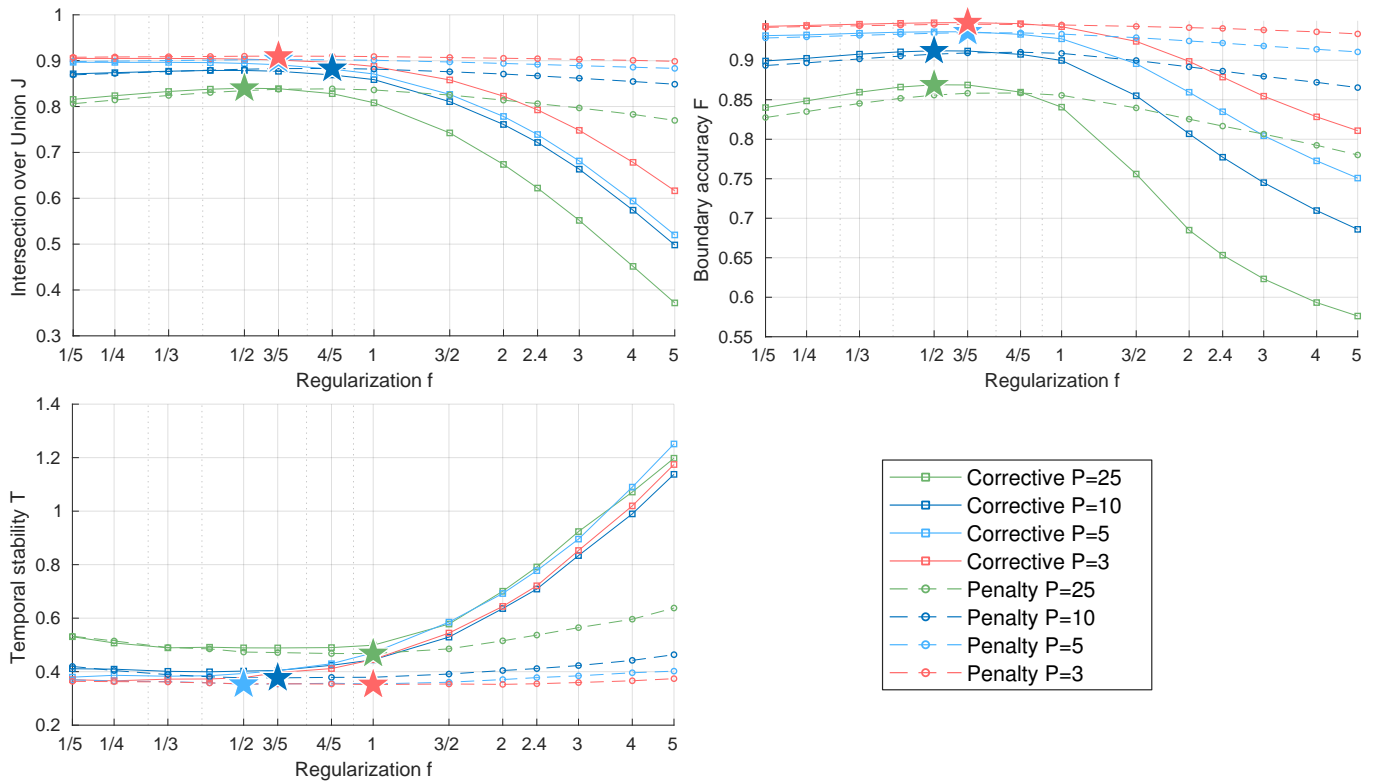 Intersection over Union J
1
0.9
0.8
0.7
0.6
0.5
0.4
0.3
1/5 1/4 1/3 1/2 3/5 4/5 1 3/2 2 2.4 3 4 5
Regularization f
Boundary accuracy F
0.9
0.85
0.8
0.75
0.7
0.65
0.6
0.55
1/5 1/4 1/3 1/2 3/5 4/5 1 3/2 2 2.4 3 4 5
Regularization f
Temporal stability T
1.4
1.2
1
0.8
0.6
0.4
0.2
1/5 1/4 1/3 1/2 3/5 4/5 1 3/2 2 2.4 3 4 5
Regularization f
Corrective P=25
Corrective P=10
Corrective P=5
Corrective P=3
Penalty P=25
Penalty P=10
Penalty P=5
Penalty P=3